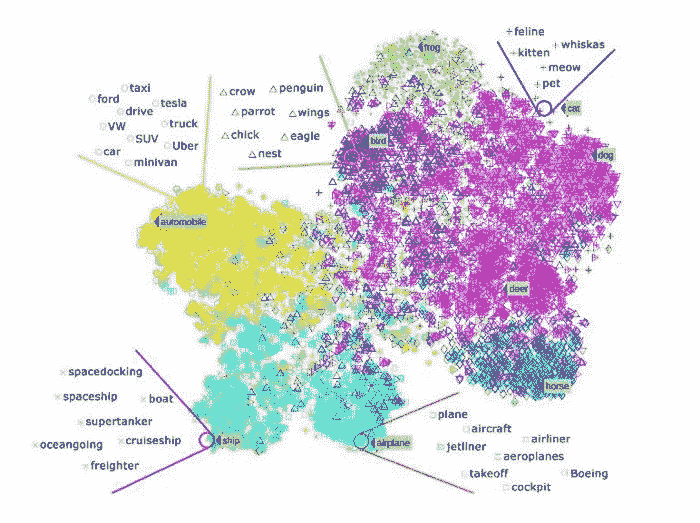 feline
kitten
whiskas
meow
pet
cat
frog
taxi
ford
tesla
drive
VW
truck
SUV
Uber
car
minivan
crow
penguin
parrot
wings
chick
eagle
nest
bird
dog
automobile
deer
horse
spacedocking
spaceship
boat
supertanker
oceangoing
cruiseship
freighter
ship
airplane
plane
aircraft
airliner
jetliner
aeroplanes
takeoff
Boeing
cockpit